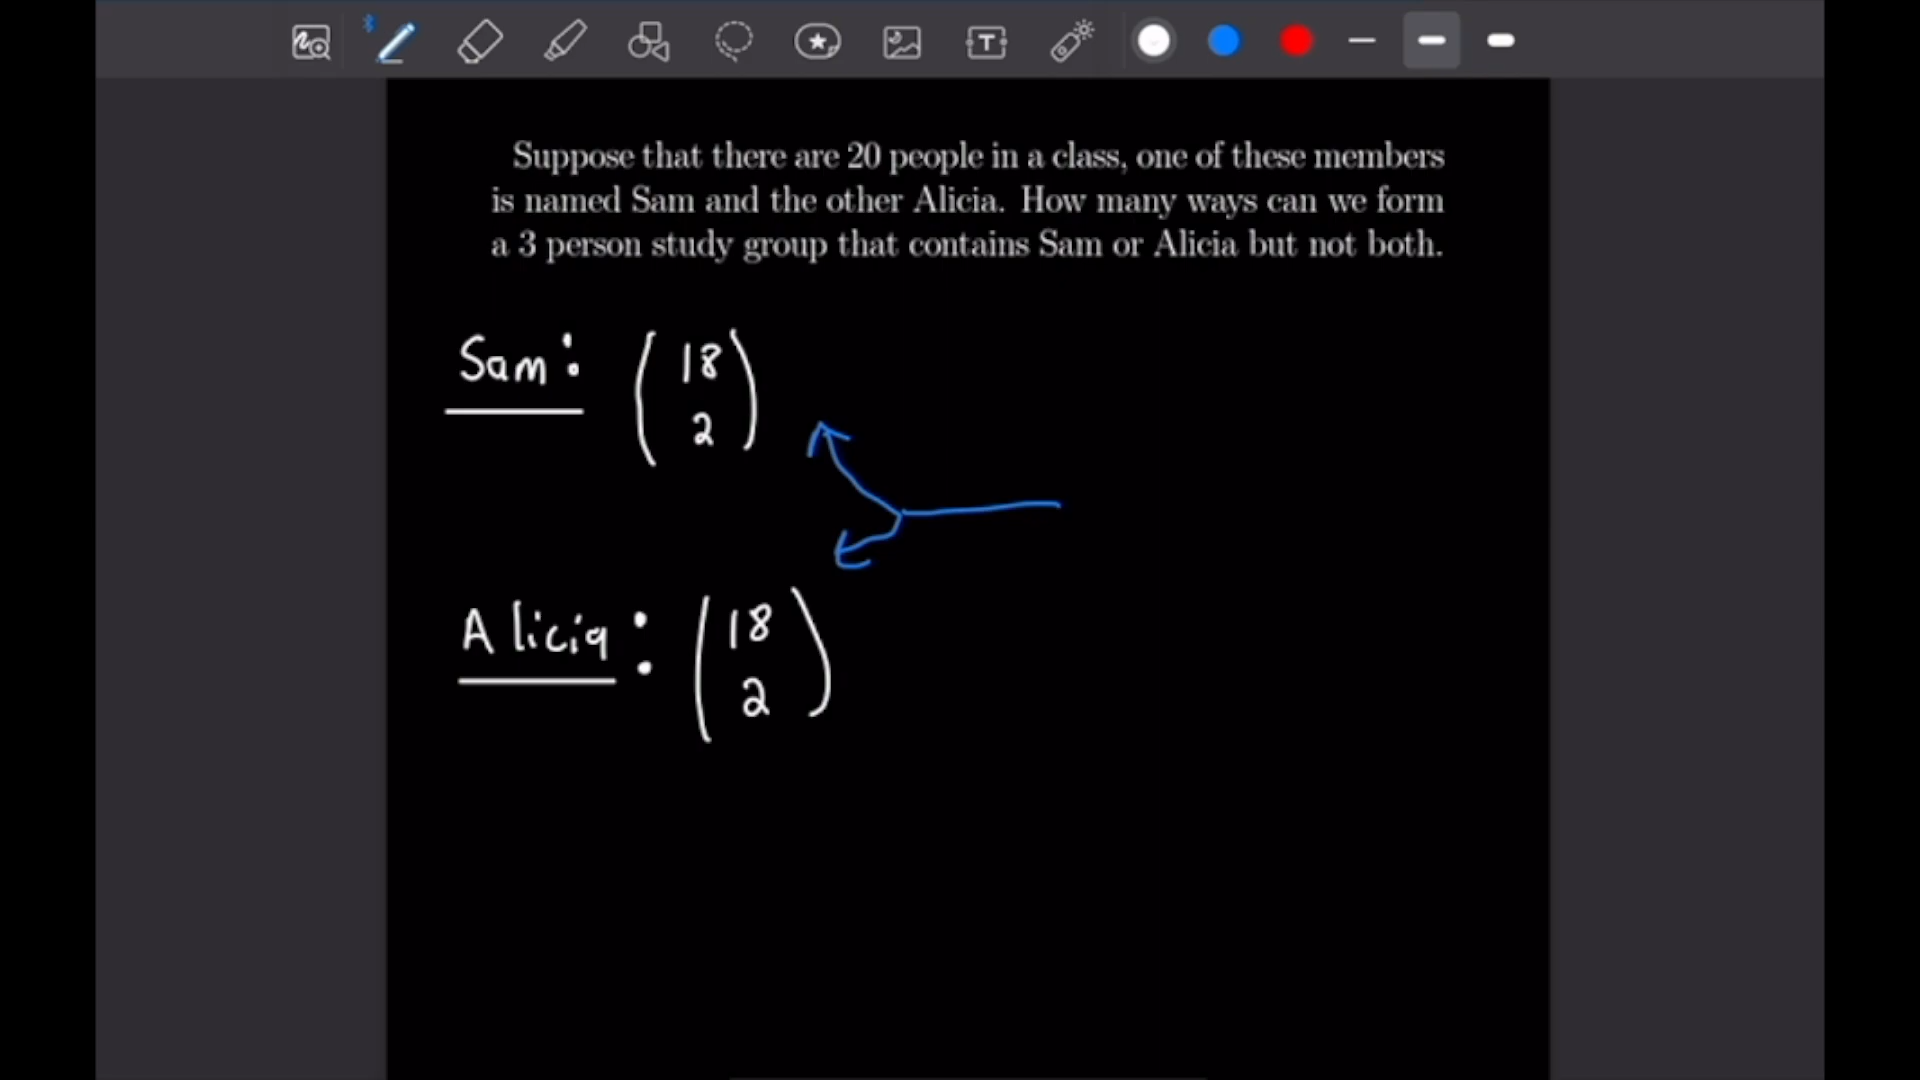 Suppose that there are 20 people in a class, one of these members
is named Sam and the other Alicia. How many ways can we form
a 3 person study group that contains Sam or Alicia but not both.
Sam: (18
2)
Alicia: (18
2)